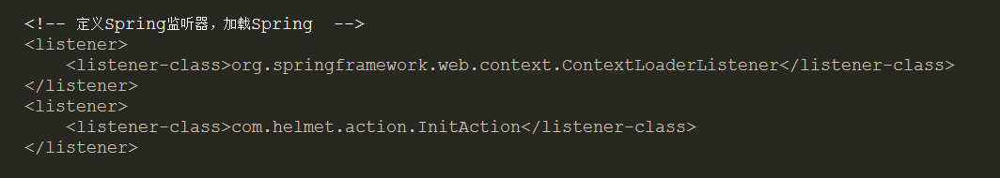 <!-- 定义Spring监听器，加载Spring  -->
<listener>
    <listener-class>org.springframework.web.context.ContextLoaderListener</listener-class>
</listener>
<listener>
    <listener-class>com.helmet.action.InitAction</listener-class>
</listener>